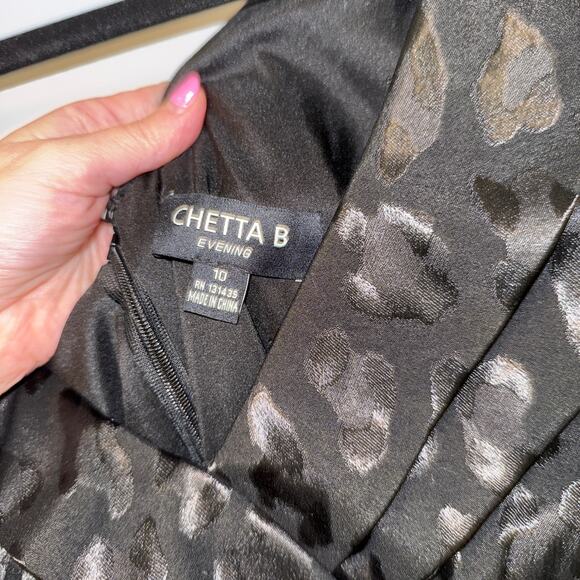 CHETTA B
EVENING
10
RN 131435
MADE IN CHINA